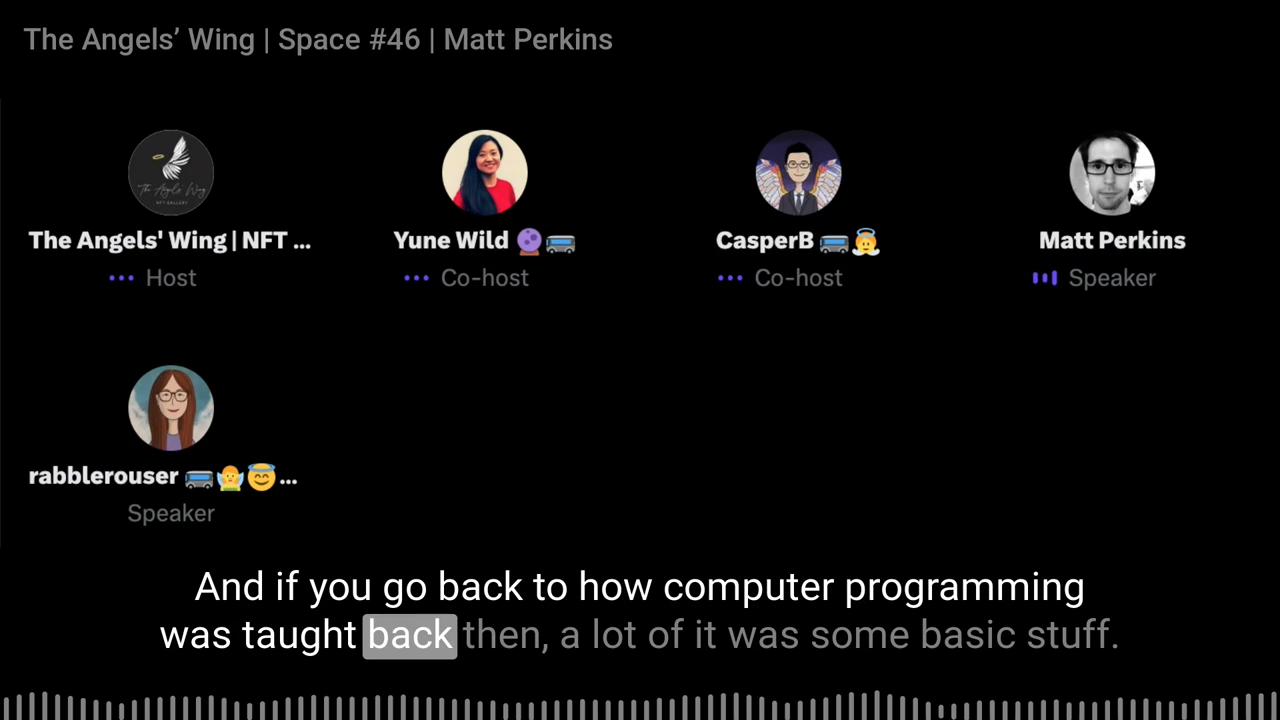 The Angels’ Wing | Space #46 | Matt Perkins
The Angels' Wing | NFT ...
Yune Wild 🔮🚌
CasperB 🚌👼
Matt Perkins
Host
Co-host
Co-host
Speaker
rabblerouser 🚌🧚😇...
Speaker
And if you go back to how computer programming
was taught back then, a lot of it was some basic stuff.